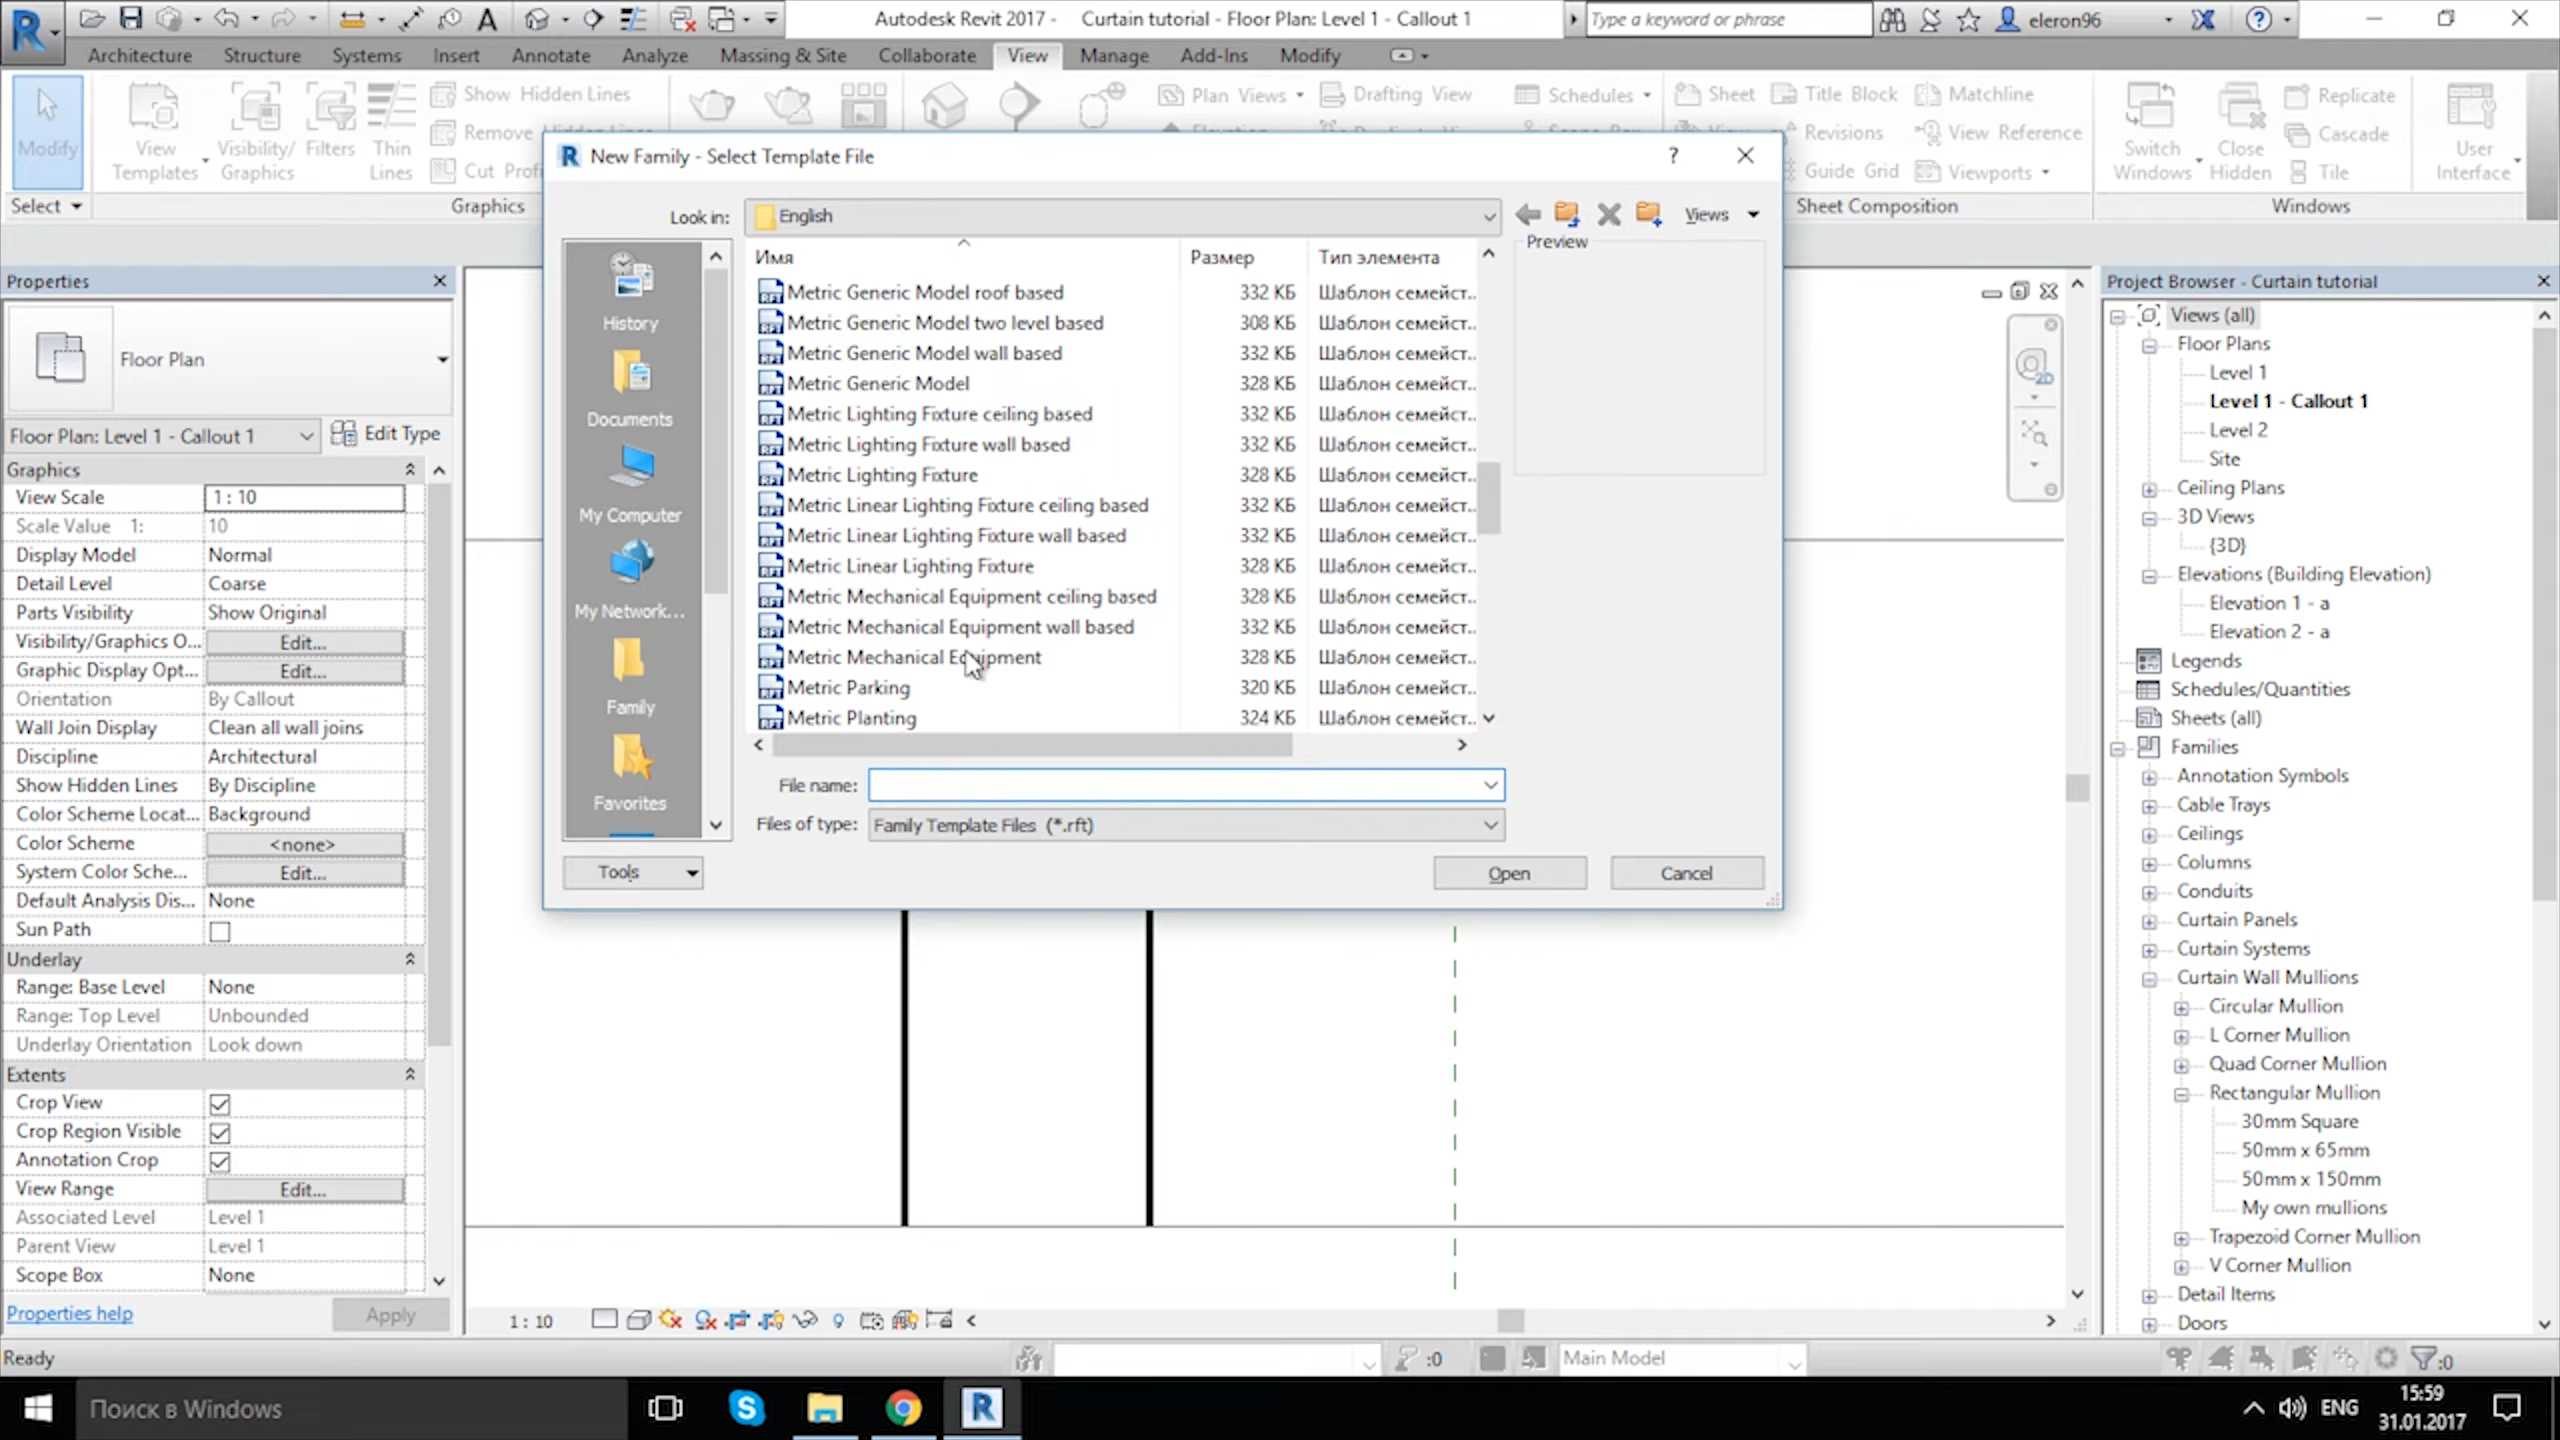 Autodesk Revit 2017 - Curtain tutorial - Floor Plan: Level 1 - Callout 1
Type a keyword or phrase
eleron96
Architecture Structure Systems Insert Annotate Analyze Massing & Site Collaborate View Manage Add-Ins Modify
Modify
View Templates
Visibility/ Graphics
Filters
Thin Lines
Show Hidden Lines
Remove
Cut Profi
Plan Views
Drafting View
Schedules
Sheet
Title Block
Matchline
Revisions
View Reference
Guide Grid
Viewports
Switch Windows
Close Hidden
Replicate
Cascade
Tile
User Interface
Select
Graphics
Sheet Composition
Windows
New Family - Select Template File
Look in: English
Views
Preview
Имя Размер Тип элемента
Metric Generic Model roof based 332 КБ Шаблон семейст...
Metric Generic Model two level based 308 КБ Шаблон семейст...
Metric Generic Model wall based 332 КБ Шаблон семейст...
Metric Generic Model 328 КБ Шаблон семейст...
Metric Lighting Fixture ceiling based 332 КБ Шаблон семейст...
Metric Lighting Fixture wall based 332 КБ Шаблон семейст...
Metric Lighting Fixture 328 КБ Шаблон семейст...
Metric Linear Lighting Fixture ceiling based 332 КБ Шаблон семейст...
Metric Linear Lighting Fixture wall based 332 КБ Шаблон семейст...
Metric Linear Lighting Fixture 328 КБ Шаблон семейст...
Metric Mechanical Equipment ceiling based 328 КБ Шаблон семейст...
Metric Mechanical Equipment wall based 332 КБ Шаблон семейст...
Metric Mechanical Equipment 328 КБ Шаблон семейст...
Metric Parking 320 КБ Шаблон семейст...
Metric Planting 324 КБ Шаблон семейст...
History
Documents
My Computer
My Network...
Family
Favorites
File name:
Files of type: Family Template Files (*.rft)
Tools
Open
Cancel
Properties
Floor Plan
Floor Plan: Level 1 - Callout 1
Edit Type
Graphics
View Scale 1 : 10
Scale Value 1: 10
Display Model Normal
Detail Level Coarse
Parts Visibility Show Original
Visibility/Graphics O... Edit...
Graphic Display Opt... Edit...
Orientation By Callout
Wall Join Display Clean all wall joins
Discipline Architectural
Show Hidden Lines By Discipline
Color Scheme Locat... Background
Color Scheme <none>
System Color Sche... Edit...
Default Analysis Dis... None
Sun Path
Underlay
Range: Base Level None
Range: Top Level Unbounded
Underlay Orientation Look down
Extents
Crop View
Crop Region Visible
Annotation Crop
View Range Edit...
Associated Level Level 1
Parent View Level 1
Scope Box None
Properties help
Apply
1 : 10
Project Browser - Curtain tutorial
Views (all)
Floor Plans
Level 1
Level 1 - Callout 1
Level 2
Site
Ceiling Plans
3D Views
{3D}
Elevations (Building Elevation)
Elevation 1 - a
Elevation 2 - a
Legends
Schedules/Quantities
Sheets (all)
Families
Annotation Symbols
Cable Trays
Ceilings
Columns
Conduits
Curtain Panels
Curtain Systems
Curtain Wall Mullions
Circular Mullion
L Corner Mullion
Quad Corner Mullion
Rectangular Mullion
30mm Square
50mm x 65mm
50mm x 150mm
My own mullions
Trapezoid Corner Mullion
V Corner Mullion
Detail Items
Doors
Ready
:0
Main Model
:0
Поиск в Windows
ENG
15:59
31.01.2017